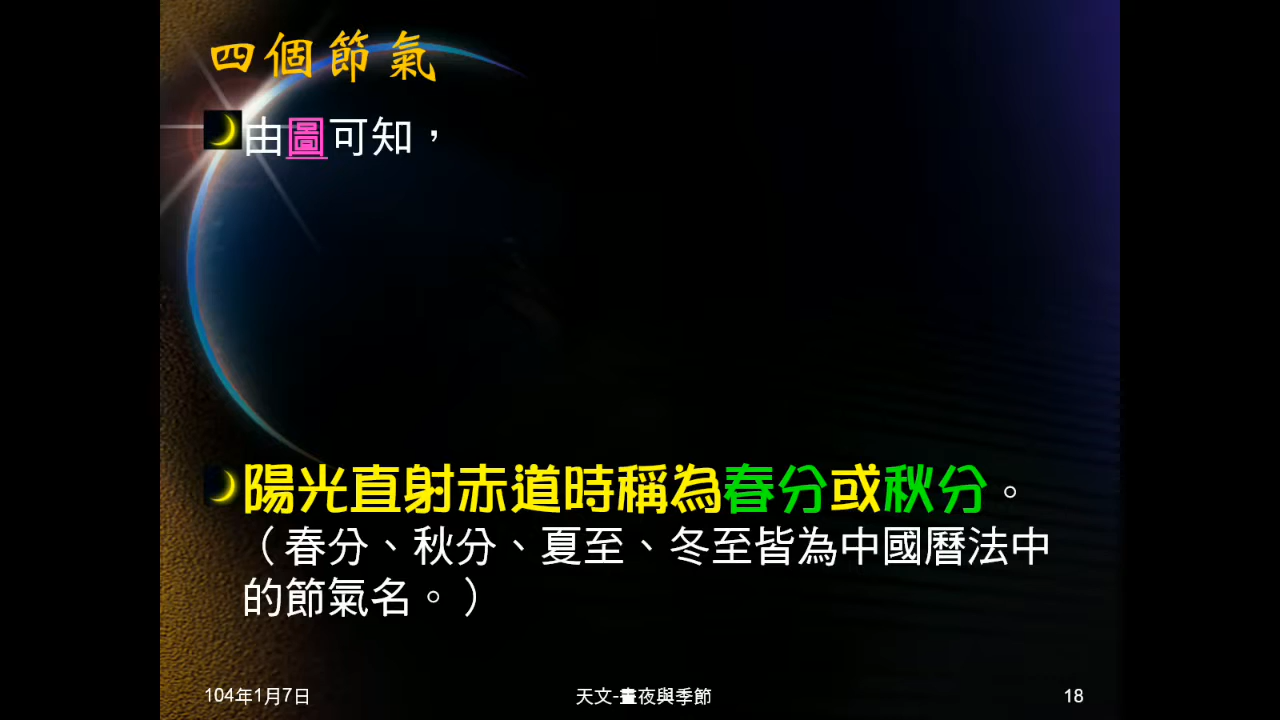 四個節氣
由圖可知，
陽光直射赤道時稱為春分或秋分。
（春分、秋分、夏至、冬至皆為中國曆法中
的節氣名。）
104年1月7日
天文-晝夜與季節
18